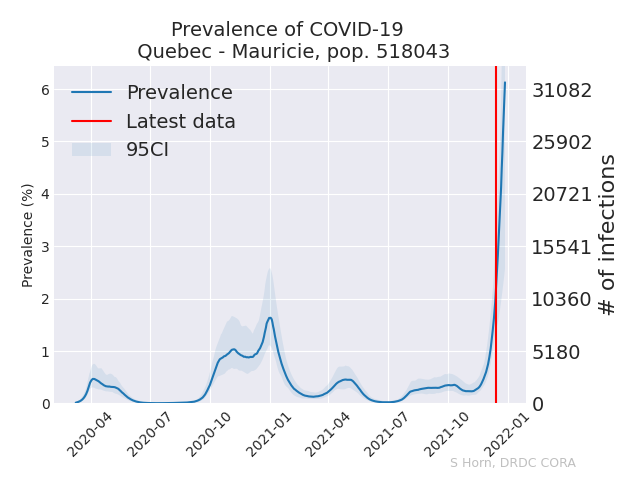 Prevalence of COVID-19
Quebec - Mauricie, pop. 518043
Prevalence
Latest data
95CI
Prevalence (%)
6
5
4
3
2
1
0
31082
25902
20721
15541
10360
5180
0
# of infections
2020-04
2020-07
2020-10
2021-01
2021-04
2021-07
2021-10
2022-01
S Horn, DRDC CORA